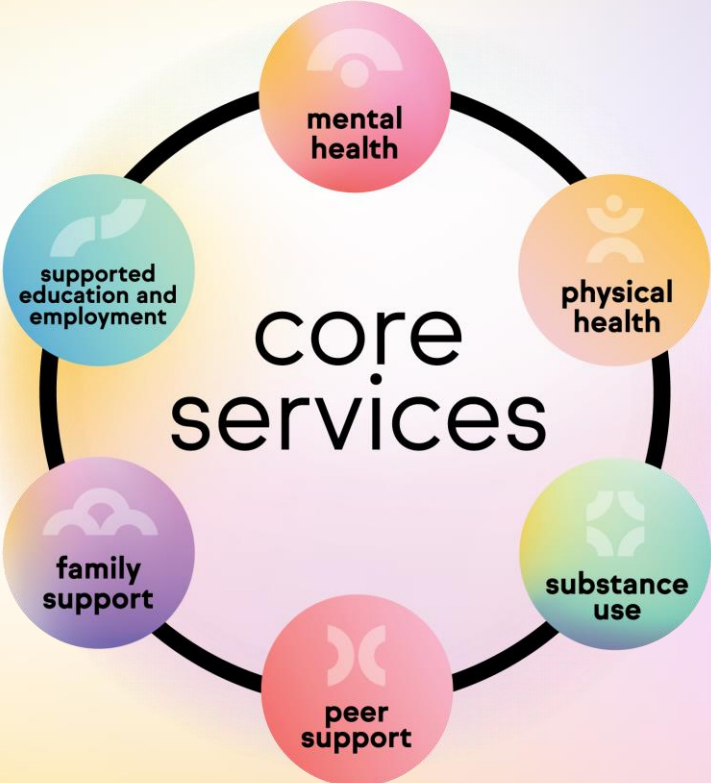 mental
health
physical
health
substance
use
peer
support
family
support
supported
education and
employment
core
services